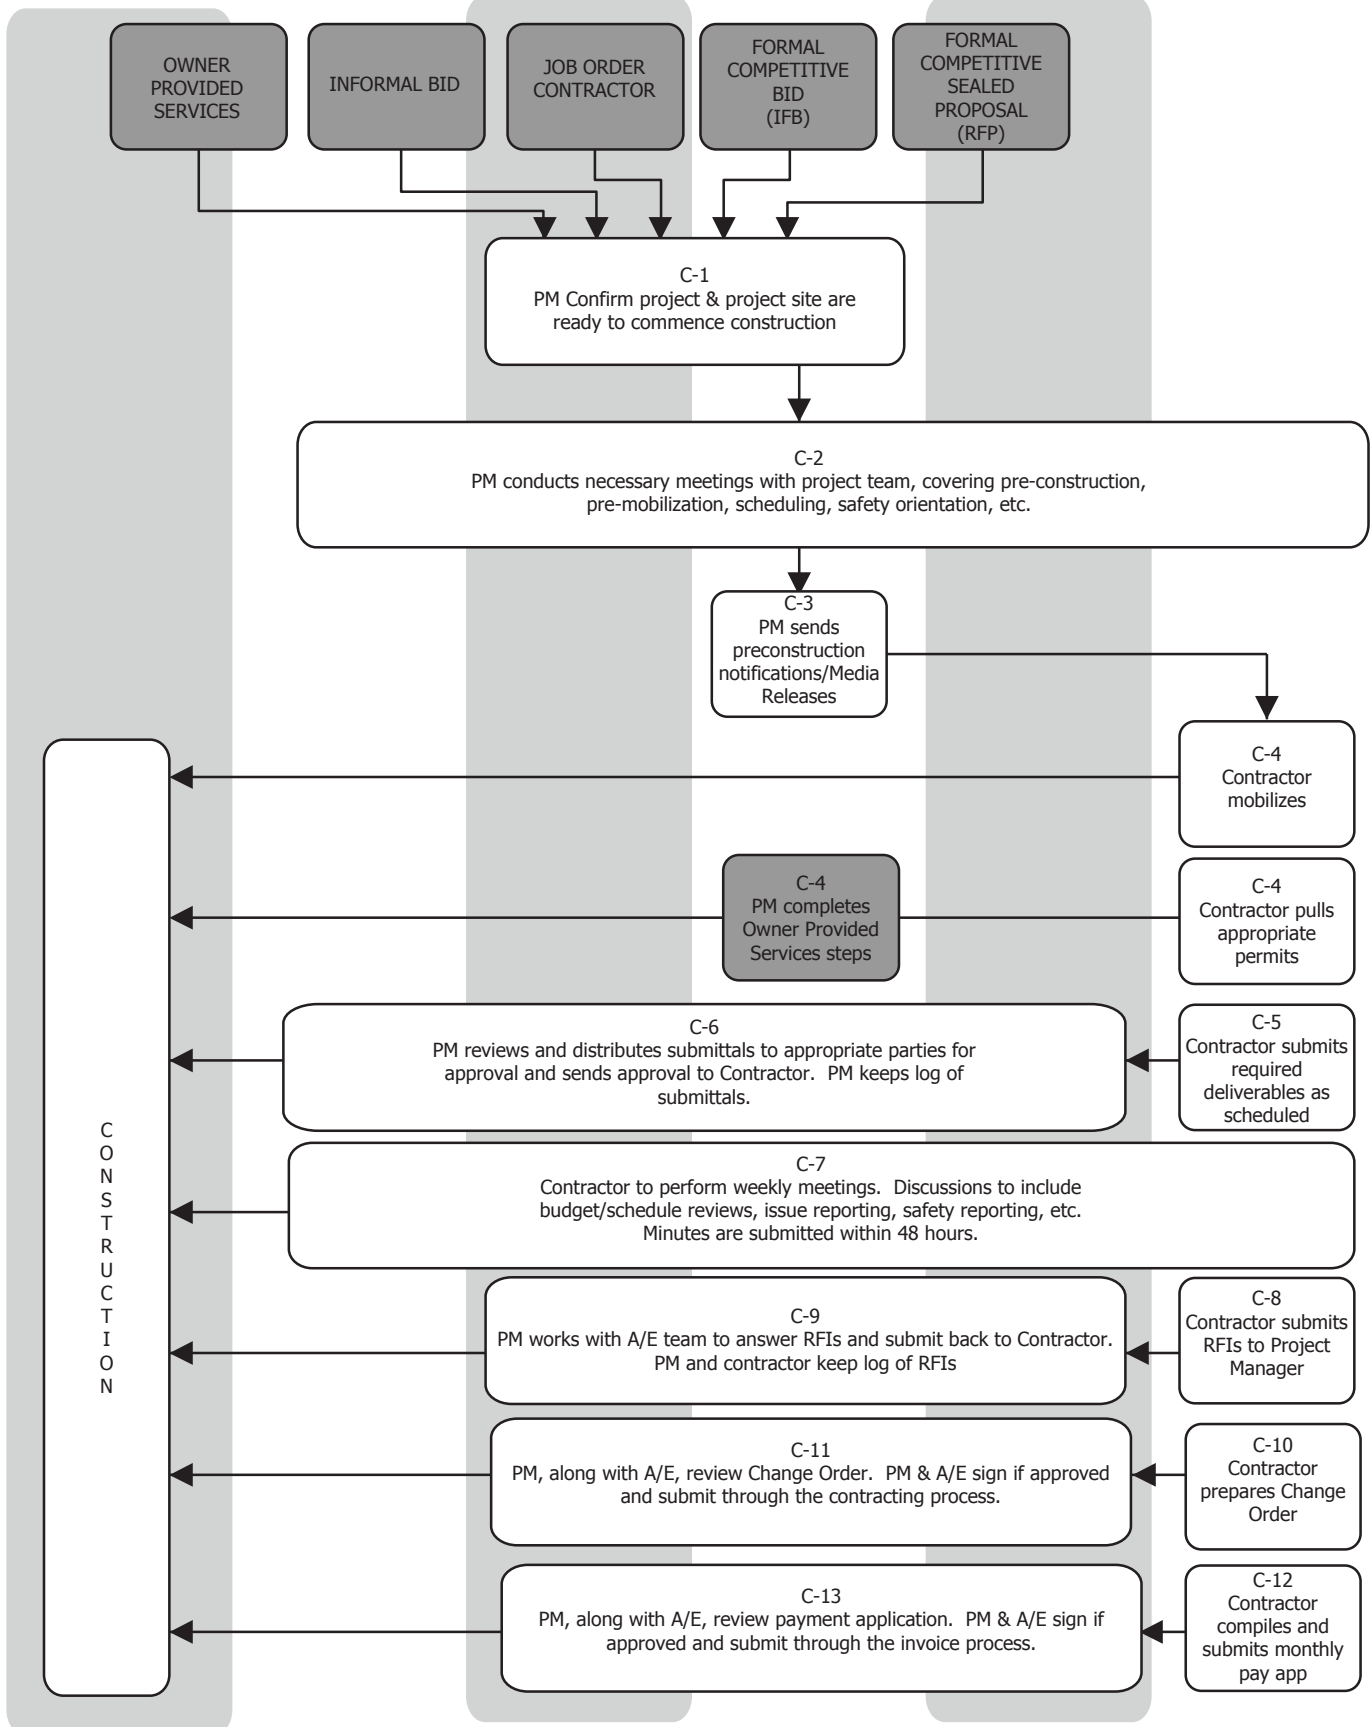 OWNER
PROVIDED
SERVICES
INFORMAL BID
JOB ORDER
CONTRACTOR
FORMAL
COMPETITIVE
BID
(IFB)
FORMAL
COMPETITIVE
SEALED
PROPOSAL
(RFP)
C-1
PM Confirm project & project site are
ready to commence construction
C-2
PM conducts necessary meetings with project team, covering pre-construction,
pre-mobilization, scheduling, safety orientation, etc.
C-3
PM sends
preconstruction
notifications/Media
Releases
C-4
Contractor
mobilizes
C-4
PM completes
Owner Provided
Services steps
C-4
Contractor pulls
appropriate
permits
C-6
PM reviews and distributes submittals to appropriate parties for
approval and sends approval to Contractor.  PM keeps log of
submittals.
C-5
Contractor submits
required
deliverables as
scheduled
C
O
N
S
T
R
U
C
T
I
O
N
C-7
Contractor to perform weekly meetings.  Discussions to include
budget/schedule reviews, issue reporting, safety reporting, etc.
Minutes are submitted within 48 hours.
C-9
PM works with A/E team to answer RFIs and submit back to Contractor.
PM and contractor keep log of RFIs
C-8
Contractor submits
RFIs to Project
Manager
C-11
PM, along with A/E, review Change Order.  PM & A/E sign if approved
and submit through the contracting process.
C-10
Contractor
prepares Change
Order
C-13
PM, along with A/E, review payment application.  PM & A/E sign if
approved and submit through the invoice process.
C-12
Contractor
compiles and
submits monthly
pay app